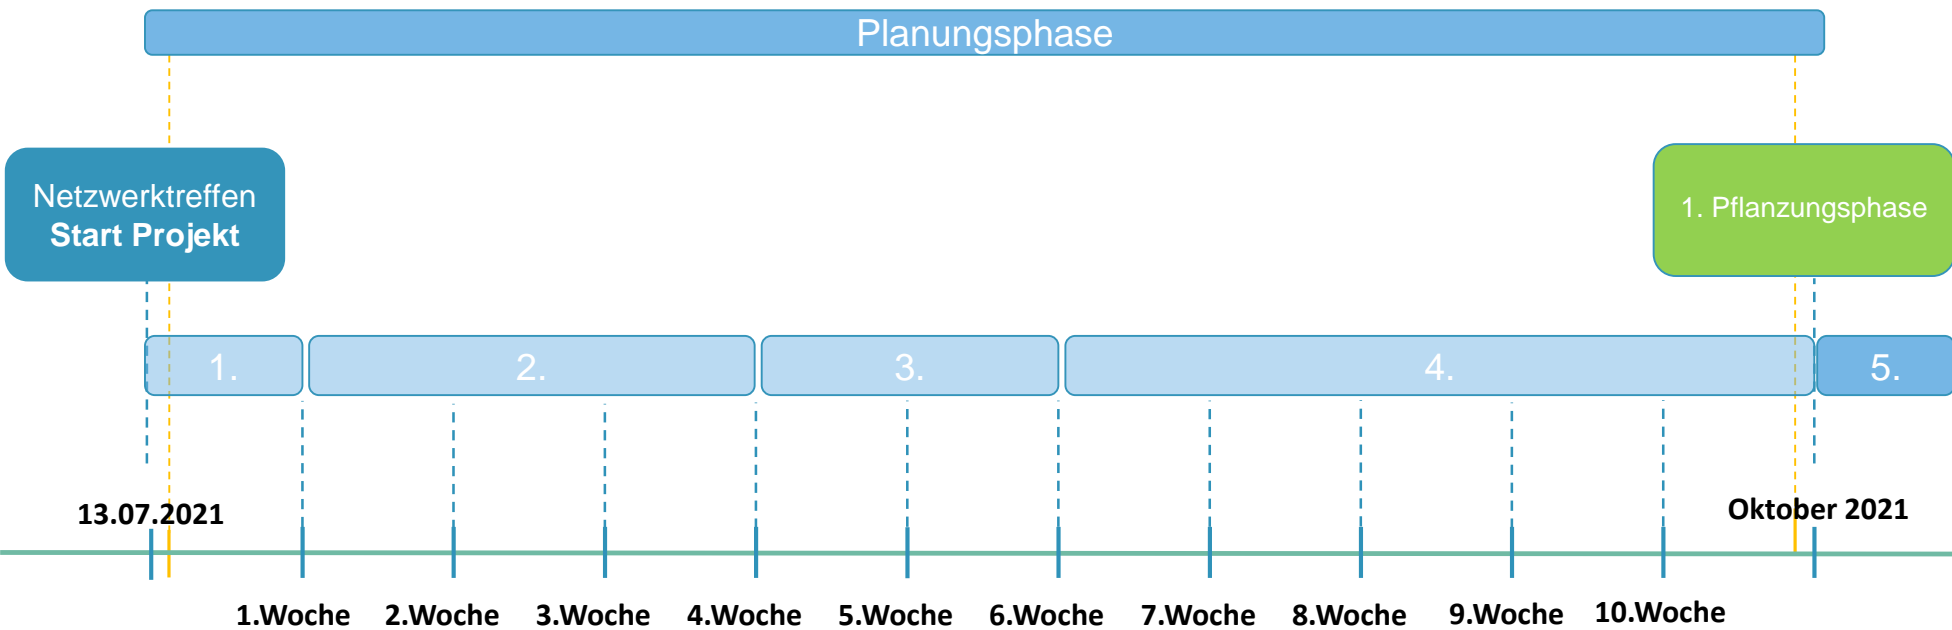 Planungsphase
Netzwerktreffen
Start Projekt
1. Pflanzungsphase
1.
2.
3.
4.
5.
13.07.2021
Oktober 2021
1.Woche
2.Woche
3.Woche
4.Woche
5.Woche
6.Woche
7.Woche
8.Woche
9.Woche
10.Woche